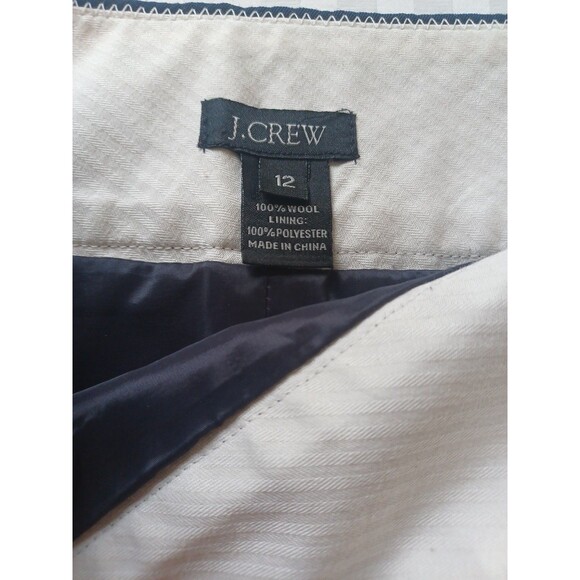 J.CREW
12
100% WOOL
LINING:
100% POLYESTER
MADE IN CHINA